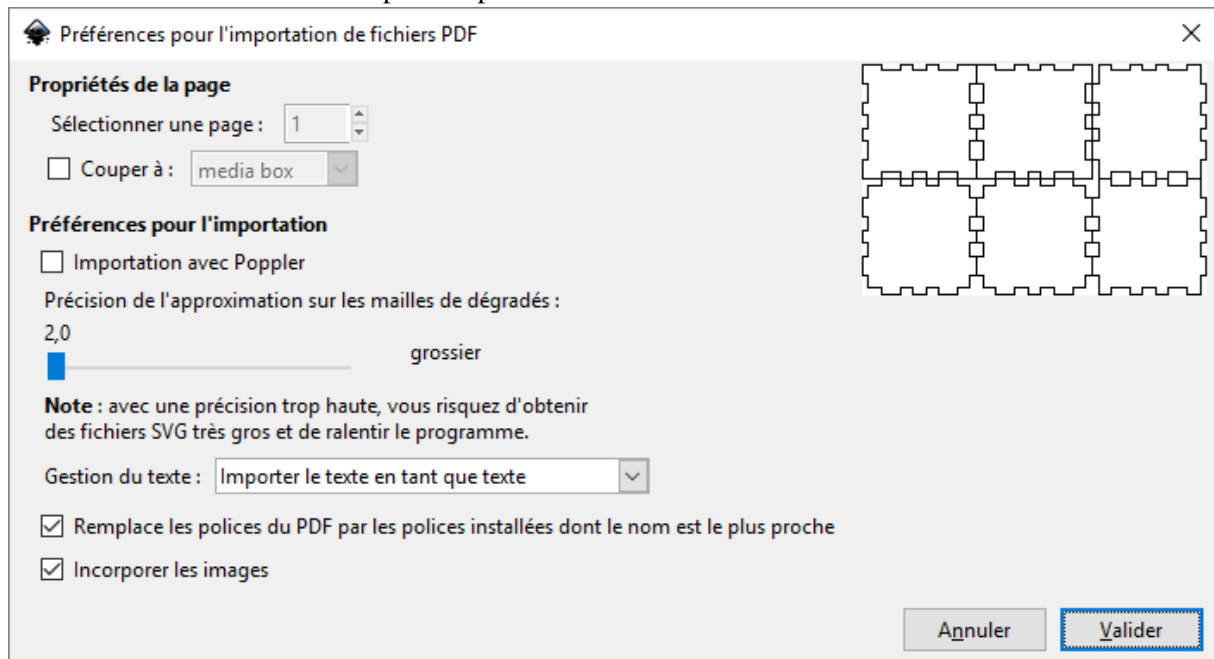 Préférences pour l'importation de fichiers PDF
Propriétés de la page
Sélectionner une page : 1
Couper à : media box
Préférences pour l'importation
Importation avec Poppler
Précision de l'approximation sur les mailles de dégradés :
2,0
grossier
Note : avec une précision trop haute, vous risquez d'obtenir
des fichiers SVG très gros et de ralentir le programme.
Gestion du texte : Importer le texte en tant que texte
Remplace les polices du PDF par les polices installées dont le nom est le plus proche
Incorporer les images
Annuler Valider